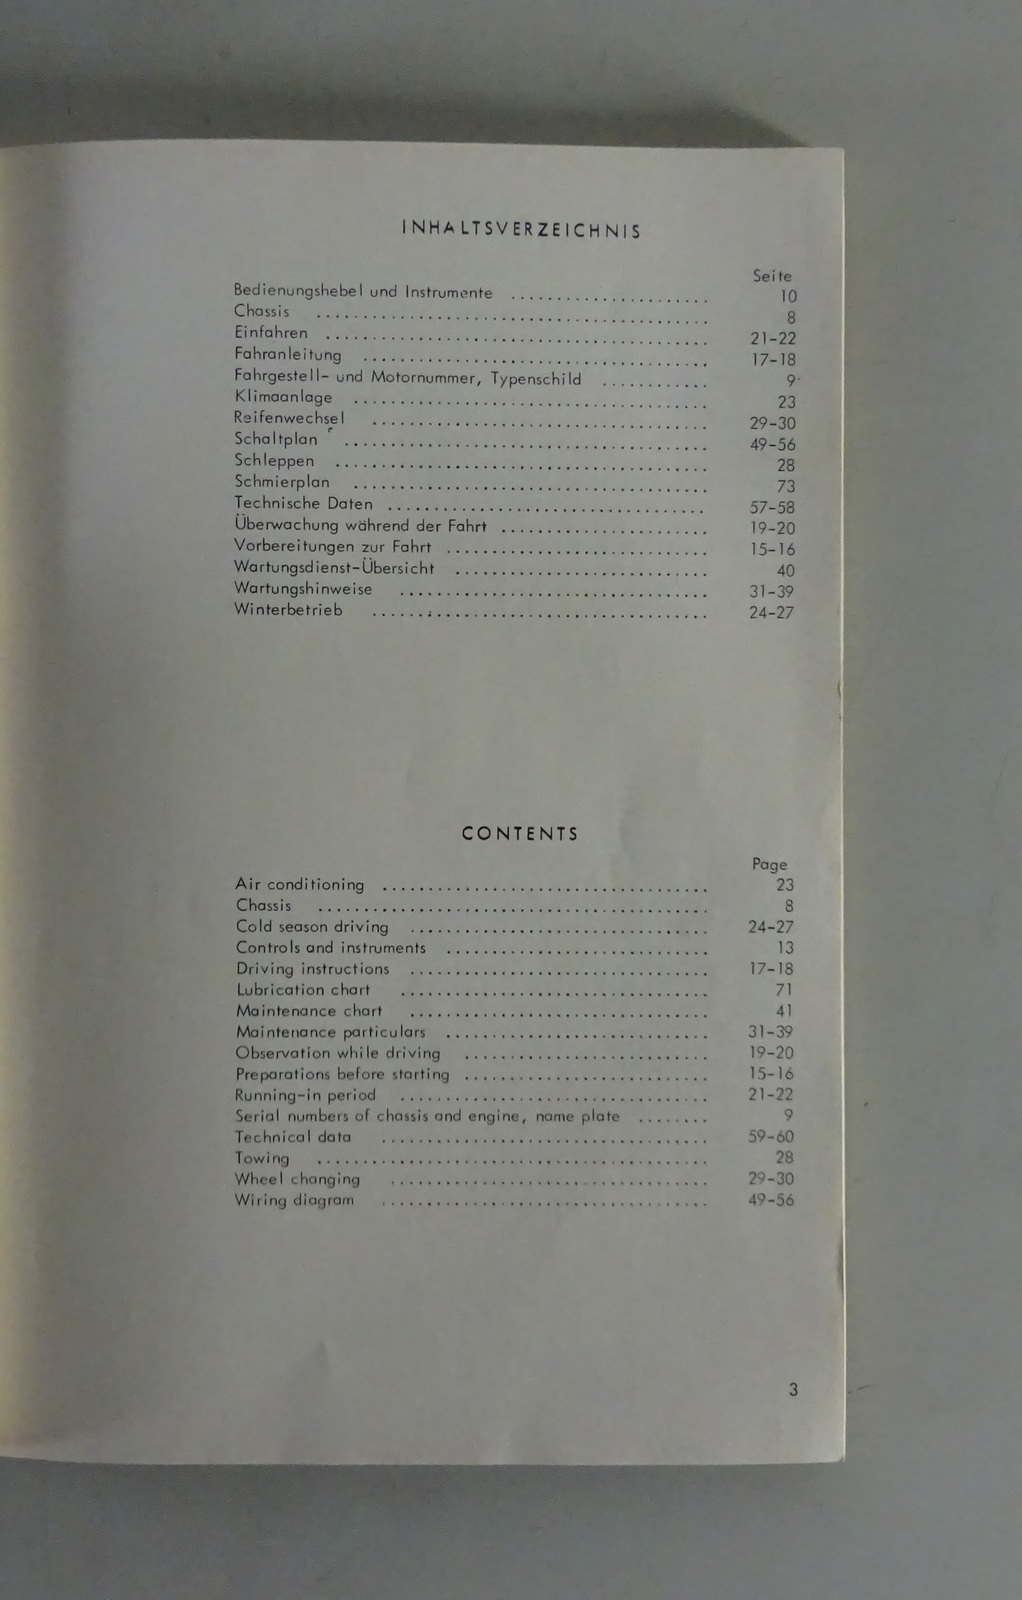 INHALTSVERZEICHNIS
Seite
Bedienungshebel und Instrumente ...................... 10
Chassis ........................................... 8
Einfahren .......................................... 21-22
Fahranleitung ...................................... 17-18
Fahrgestell- und Motornummer, Typenschild ............ 9
Klimaanlage ....................................... 23
Reifenwechsel ..................................... 29-30
Schaltplan ........................................ 49-56
Schleppen ......................................... 28
Schmierplan ....................................... 73
Technische Daten ................................... 57-58
Überwachung während der Fahrt ....................... 19-20
Vorbereitungen zur Fahrt ............................. 15-16
Wartungsdienst-Übersicht ............................ 40
Wartungshinweise .................................. 31-39
Winterbetrieb ..................................... 24-27
CONTENTS
Page
Air conditioning .................................... 23
Chassis ........................................... 8
Cold season driving ................................. 24-27
Controls and instruments ............................. 13
Driving instructions ................................. 17-18
Lubrication chart .................................. 71
Maintenance chart ................................. 41
Maintenance particulars ............................. 31-39
Observation while driving ........................... 19-20
Preparations before starting ........................... 15-16
Running-in period .................................. 21-22
Serial numbers of chassis and engine, name plate ........ 9
Technical data .................................... 59-60
Towing ........................................... 28
Wheel changing ................................... 29-30
Wiring diagram .................................... 49-56
3